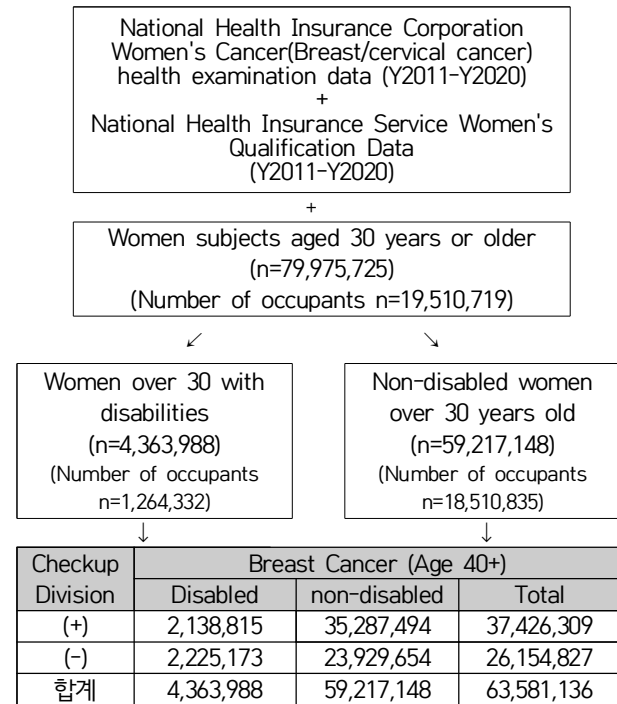 National Health Insurance Corporation
Women's Cancer(Breast/cervical cancer)
health examination data (Y2011-Y2020)
+
National Health Insurance Service Women's
Qualification Data
(Y2011-Y2020)
+
Women subjects aged 30 years or older
(n=79,975,725)
(Number of occupants n=19,510,719)
↙ ↘
Women over 30 with
disabilities
(n=4,363,988)
(Number of occupants
n=1,264,332)
Non-disabled women
over 30 years old
(n=59,217,148)
(Number of occupants
n=18,510,835)
↓ ↓
Checkup Division Breast Cancer (Age 40+)
Disabled non-disabled Total
(+) 2,138,815 35,287,494 37,426,309
(-) 2,225,173 23,929,654 26,154,827
합계 4,363,988 59,217,148 63,581,136